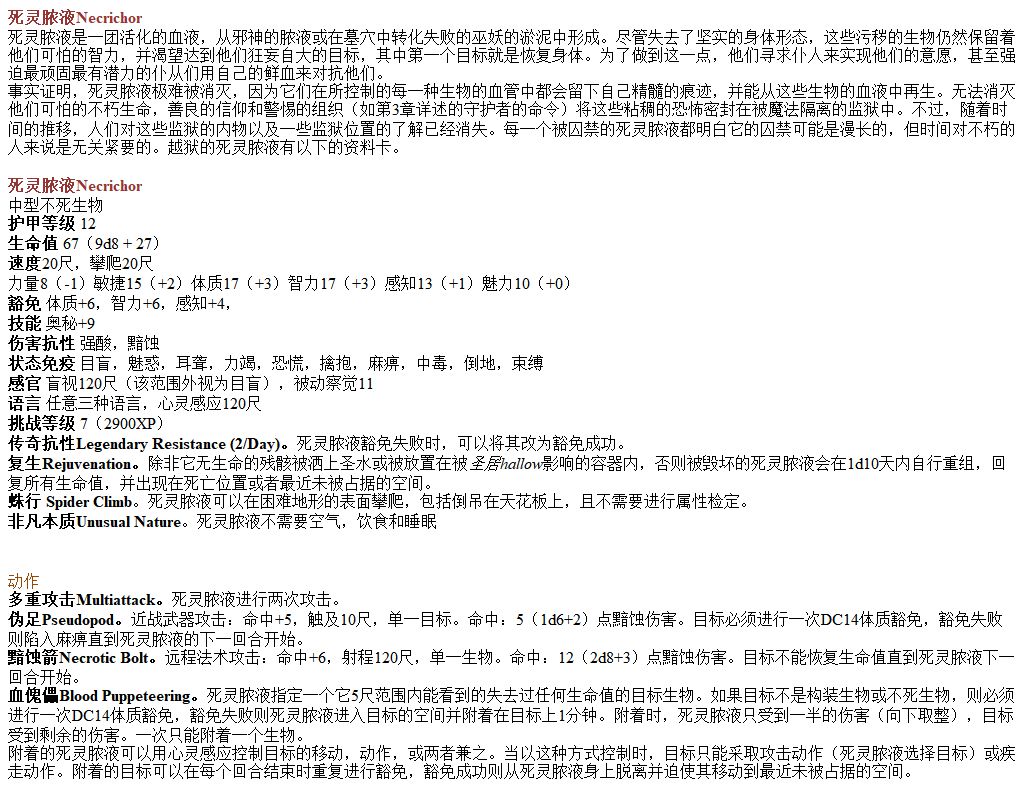 死灵脓液Necrichor
死灵脓液是一团活化的血液，从邪神的脓液或在墓穴中转化失败的巫妖的淤泥中形成。尽管失去了坚实的身体形态，这些污秽的生物仍然保留着
他们可怕的智力，并渴望达到他们狂妄自大的目标，其中第一个目标就是恢复身体。为了做到这一点，他们寻求仆人来实现他们的意愿，甚至强
迫最顽固最有潜力的仆从们用自己的鲜血来对抗他们。
事实证明，死灵脓液极难被消灭，因为它们在所控制的每一种生物的血管中都会留下自己精髓的痕迹，并能从这些生物的血液中再生。无法消灭
他们可怕的不朽生命，善良的信仰和警惕的组织（如第3章详述的守护者的命令）将这些粘稠的恐怖密封在被魔法隔离的监狱中。不过，随着时
间的推移，人们对这些监狱的内物以及一些监狱位置的了解已经消失。每一个被囚禁的死灵脓液都明白它的囚禁可能是漫长的，但时间对不朽的
人来说是无关紧要的。越狱的死灵脓液有以下的资料卡。
死灵脓液Necrichor
中型不死生物
护甲等级 12
生命值 67（9d8 + 27）
速度20尺，攀爬20尺
力量8（-1）敏捷15（+2）体质17（+3）智力17（+3）感知13（+1）魅力10（+0）
豁免 体质+6，智力+6，感知+4，
技能 奥秘+9
伤害抗性 强酸，黯蚀
状态免疫 目盲，魅惑，耳聋，力竭，恐慌，擒抱，麻痹，中毒，倒地，束缚
感官 盲视120尺（该范围外视为目盲），被动察觉11
语言 任意三种语言，心灵感应120尺
挑战等级 7（2900XP）
传奇抗性Legendary Resistance (2/Day)。死灵脓液豁免失败时，可以将其改为豁免成功。
复生Rejuvenation。除非它无生命的残骸被洒上圣水或被放置在被圣居hallow影响的容器内，否则被毁坏的死灵脓液会在1d10天内自行重组，回
复所有生命值，并出现在死亡位置或者最近未被占据的空间。
蛛行 Spider Climb。死灵脓液可以在困难地形的表面攀爬，包括倒吊在天花板上，且不需要进行属性检定。
非凡本质Unusual Nature。死灵脓液不需要空气，饮食和睡眠
动作
多重攻击Multiattack。死灵脓液进行两次攻击。
伪足Pseudopod。近战武器攻击：命中+5，触及10尺，单一目标。命中：5（1d6+2）点黯蚀伤害。目标必须进行一次DC14体质豁免，豁免失败
则陷入麻痹直到死灵脓液的下一回合开始。
黯蚀箭Necrotic Bolt。远程法术攻击：命中+6，射程120尺，单一生物。命中：12（2d8+3）点黯蚀伤害。目标不能恢复生命值直到死灵脓液下一
回合开始。
血傀儡Blood Puppeteering。死灵脓液指定一个它5尺范围内能看到的失去过任何生命值的目标生物。如果目标不是构装生物或不死生物，则必须
进行一次DC14体质豁免，豁免失败则死灵脓液进入目标的空间并附着在目标上1分钟。附着时，死灵脓液只受到一半的伤害（向下取整），目标
受到剩余的伤害。一次只能附着一个生物。
附着的死灵脓液可以用心灵感应控制目标的移动，动作，或两者兼之。当以这种方式控制时，目标只能采取攻击动作（死灵脓液选择目标）或疾
走动作。附着的目标可以在每个回合结束时重复进行豁免，豁免成功则从死灵脓液身上脱离并迫使其移动到最近未被占据的空间。